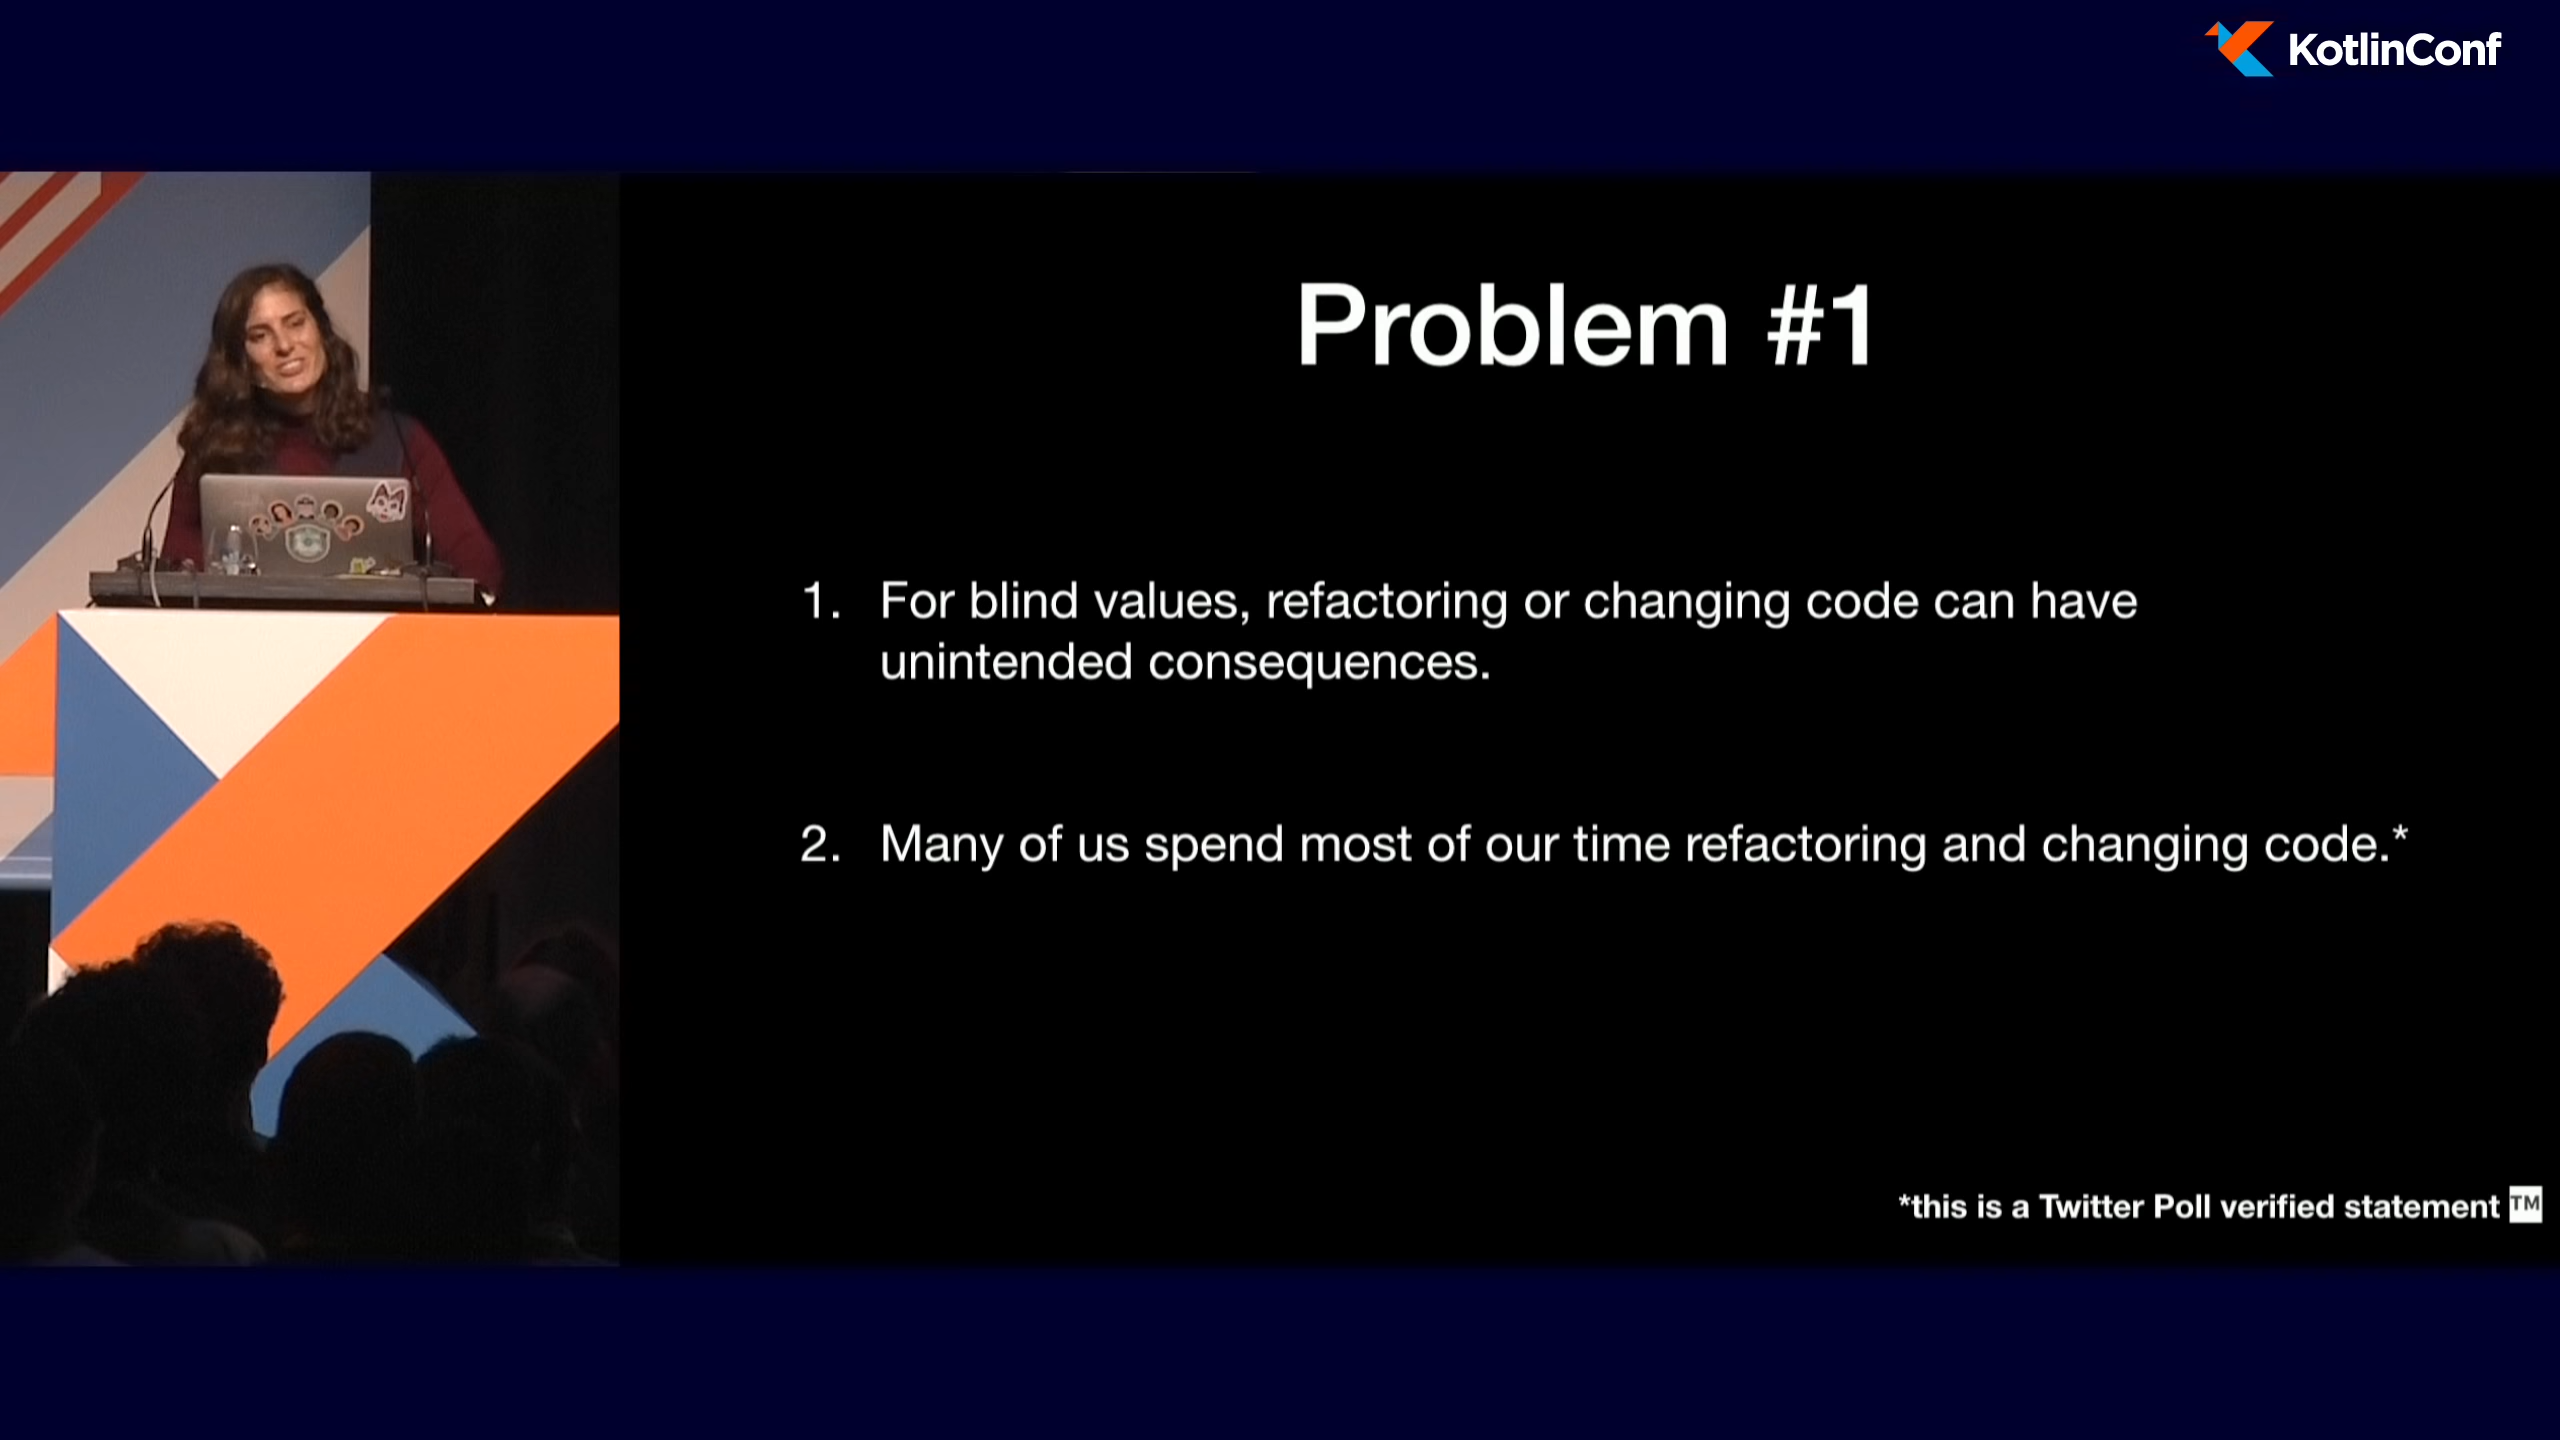 KotlinConf
Problem #1
1. For blind values, refactoring or changing code can have
unintended consequences.
2. Many of us spend most of our time refactoring and changing code.*
*this is a Twitter Poll verified statement ™